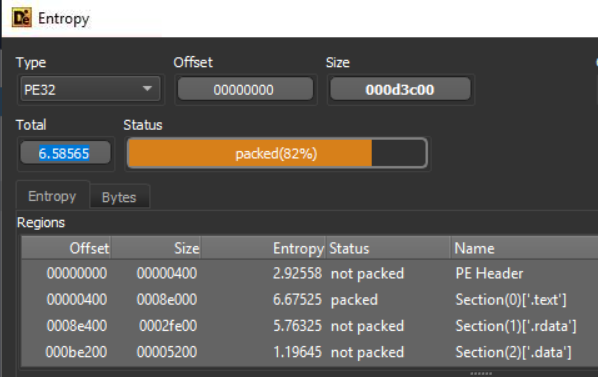 Entropy
Type Offset Size
PE32 00000000 000d3c00
Total Status
6.58565 packed(82%)
Entropy Bytes
Regions
Offset Size Entropy Status Name
00000000 00000400 2.92558 not packed PE Header
00000400 0008e000 6.67525 packed Section(0)['.text']
0008e400 0002fe00 5.76325 not packed Section(1)['.rdata']
000be200 00005200 1.19645 not packed Section(2)['.data']